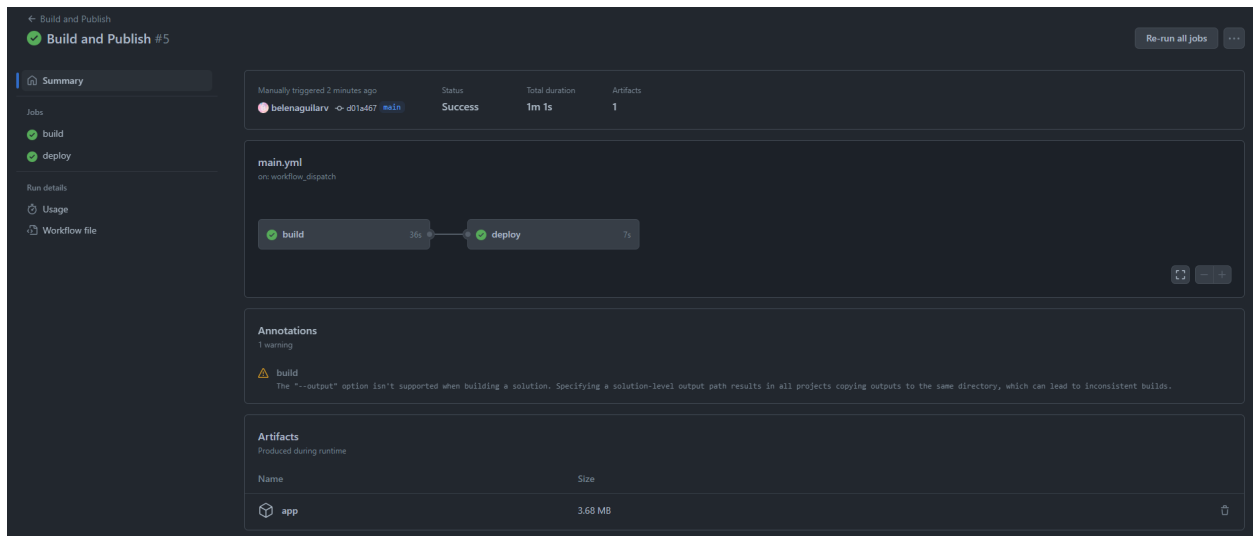 ← Build and Publish
Build and Publish #5
Re-run all jobs
...
Summary
Jobs
build
deploy
Run details
Usage
Workflow file
Manually triggered 2 minutes ago
belenaguilarv d01a467 main
Status
Success
Total duration
1m 1s
Artifacts
1
main.yml
on: workflow_dispatch
build 36s
deploy 7s
Annotations
1 warning
build
The "--output" option isn't supported when building a solution. Specifying a solution-level output path results in all projects copying outputs to the same directory, which can lead to inconsistent builds.
Artifacts
Produced during runtime
Name Size
app 3.68 MB